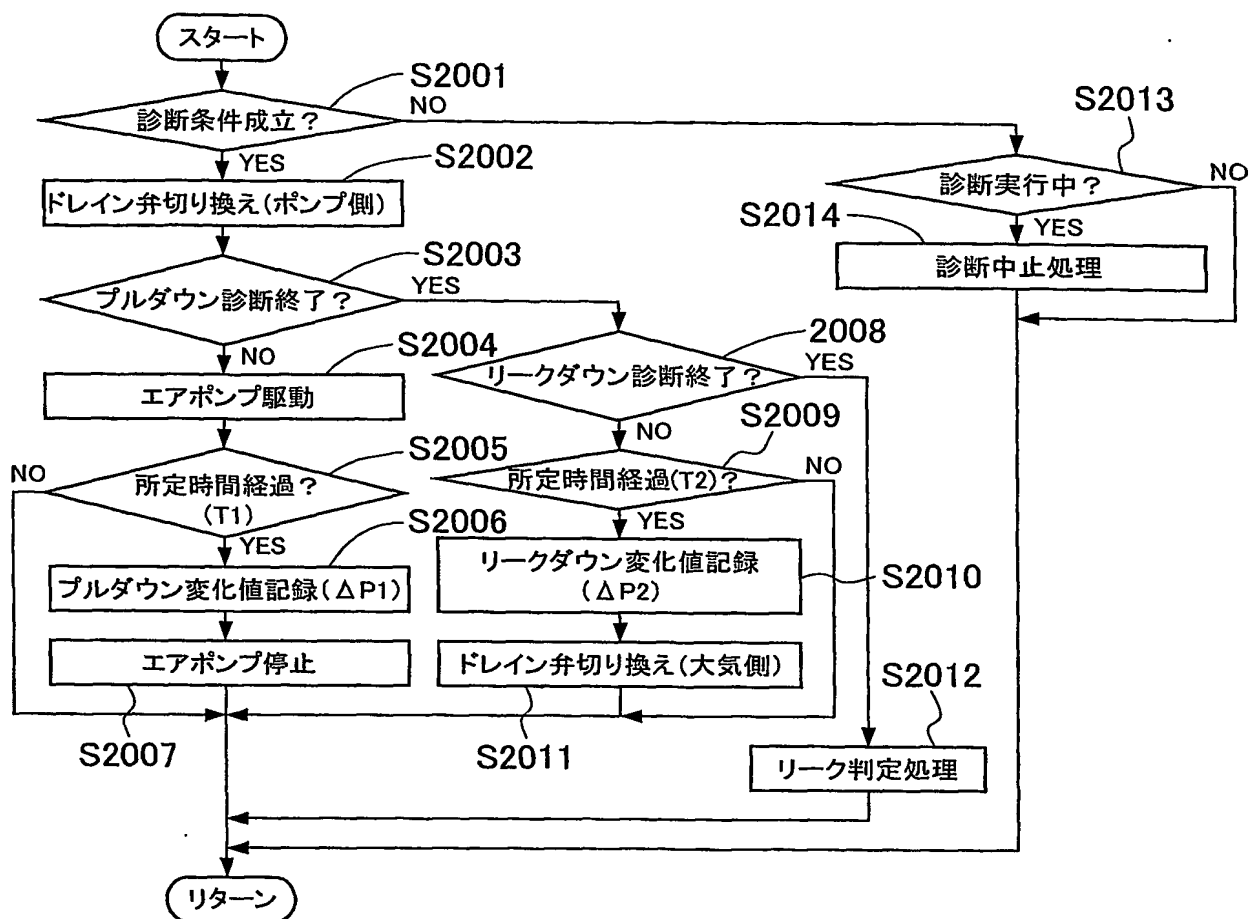 スタート
S2001
診断条件成立？
NO
YES
S2002
ドレイン弁切り換え(ポンプ側)
S2003
プルダウン診断終了？
YES
NO
S2004
エアポンプ駆動
S2005
NO
所定時間経過？
(T1)
YES
S2006
プルダウン変化値記録(ΔP1)
エアポンプ停止
S2007
2008
リークダウン診断終了？
YES
NO
S2009
所定時間経過(T2)？
NO
YES
リークダウン変化値記録
(ΔP2)
S2010
ドレイン弁切り換え(大気側)
S2011
S2012
リーク判定処理
S2013
診断実行中？
NO
YES
S2014
診断中止処理
リターン